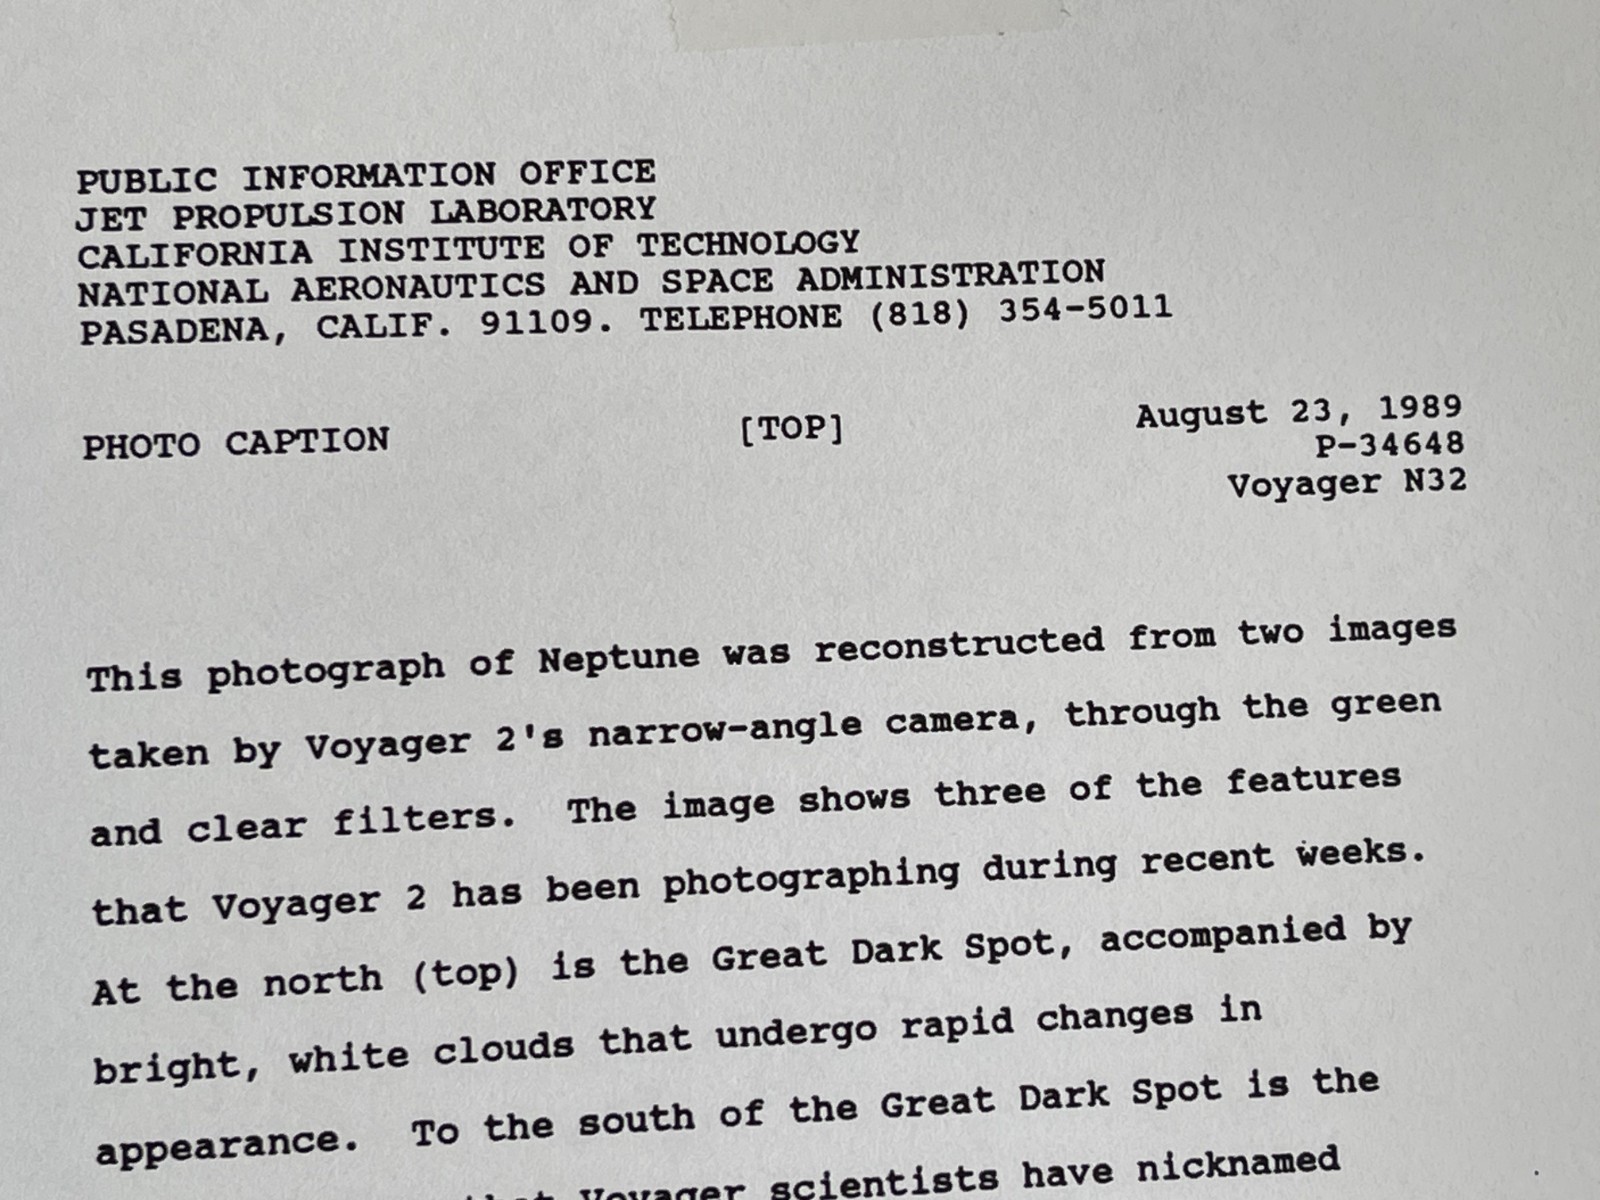 PUBLIC INFORMATION OFFICE
JET PROPULSION LABORATORY
CALIFORNIA INSTITUTE OF TECHNOLOGY
NATIONAL AERONAUTICS AND SPACE ADMINISTRATION
PASADENA, CALIF. 91109. TELEPHONE (818) 354-5011
PHOTO CAPTION [TOP] August 23, 1989
P-34648
Voyager N32
This photograph of Neptune was reconstructed from two images
taken by Voyager 2's narrow-angle camera, through the green
and clear filters.  The image shows three of the features
that Voyager 2 has been photographing during recent weeks.
At the north (top) is the Great Dark Spot, accompanied by
bright, white clouds that undergo rapid changes in
appearance.  To the south of the Great Dark Spot is the
that Voyager scientists have nicknamed